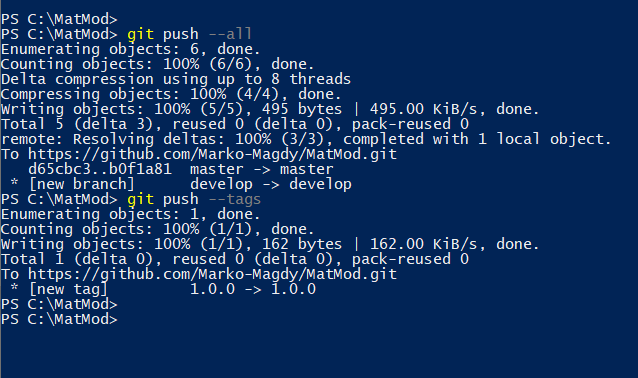 PS C:\MatMod>
PS C:\MatMod> git push --all
Enumerating objects: 6, done.
Counting objects: 100% (6/6), done.
Delta compression using up to 8 threads
Compressing objects: 100% (4/4), done.
Writing objects: 100% (5/5), 495 bytes | 495.00 KiB/s, done.
Total 5 (delta 3), reused 0 (delta 0), pack-reused 0
remote: Resolving deltas: 100% (3/3), completed with 1 local object.
To https://github.com/Marko-Magdy/MatMod.git
   d65cbc3..b0f1a81  master -> master
 * [new branch]      develop -> develop
PS C:\MatMod> git push --tags
Enumerating objects: 1, done.
Counting objects: 100% (1/1), done.
Writing objects: 100% (1/1), 162 bytes | 162.00 KiB/s, done.
Total 1 (delta 0), reused 0 (delta 0), pack-reused 0
To https://github.com/Marko-Magdy/MatMod.git
 * [new tag]         1.0.0 -> 1.0.0
PS C:\MatMod>
PS C:\MatMod>